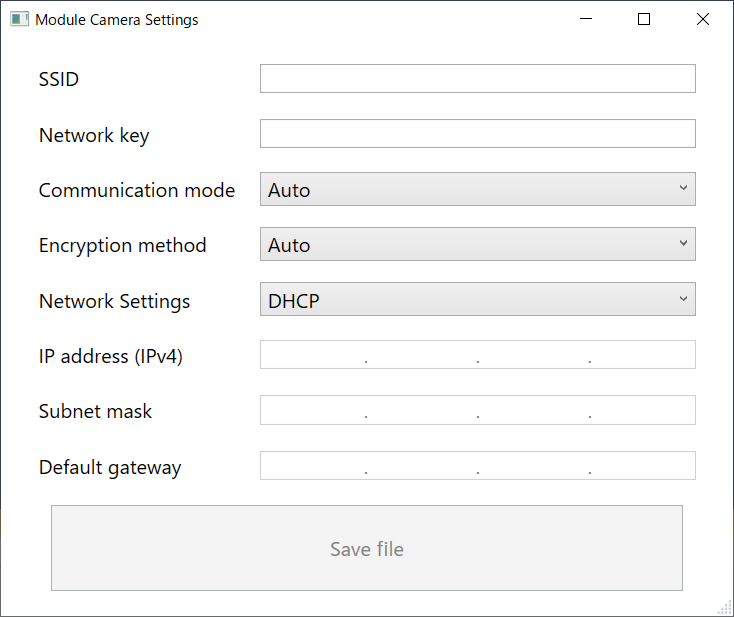 Module Camera Settings
SSID
Network key
Communication mode Auto
Encryption method Auto
Network Settings DHCP
IP address (IPv4) . . .
Subnet mask . . .
Default gateway . . .
Save file